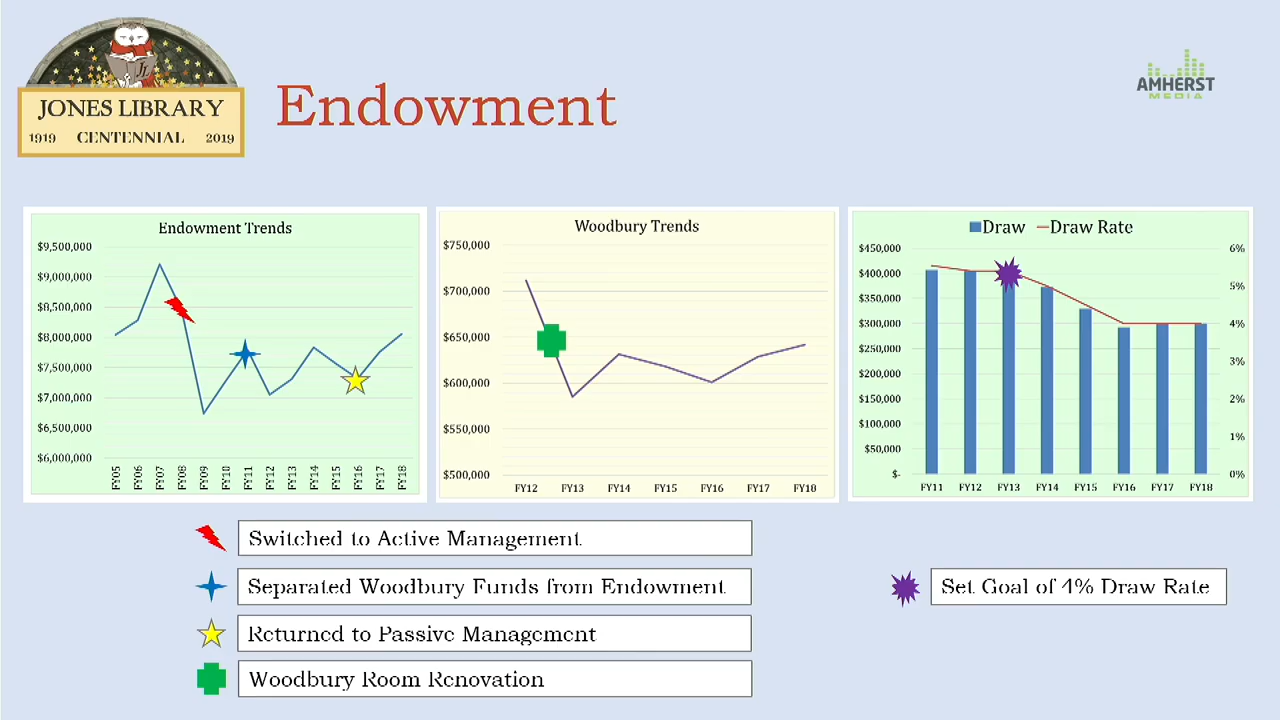 JONES LIBRARY
1919 CENTENNIAL 2019
Endowment
AMHERST
MEDIA
Endowment Trends
$9,500,000
$9,000,000
$8,500,000
$8,000,000
$7,500,000
$7,000,000
$6,500,000
$6,000,000
FY05 FY06 FY07 FY08 FY09 FY10 FY11 FY12 FY13 FY14 FY15 FY16 FY17 FY18
Woodbury Trends
$750,000
$700,000
$650,000
$600,000
$550,000
$500,000
FY12 FY13 FY14 FY15 FY16 FY17 FY18
Draw Draw Rate
$450,000 6%
$400,000
$350,000 5%
$300,000 4%
$250,000
$200,000 3%
$150,000 2%
$100,000
$50,000 1%
$- 0%
FY11 FY12 FY13 FY14 FY15 FY16 FY17 FY18
Switched to Active Management
Separated Woodbury Funds from Endowment
Returned to Passive Management
Woodbury Room Renovation
Set Goal of 4% Draw Rate